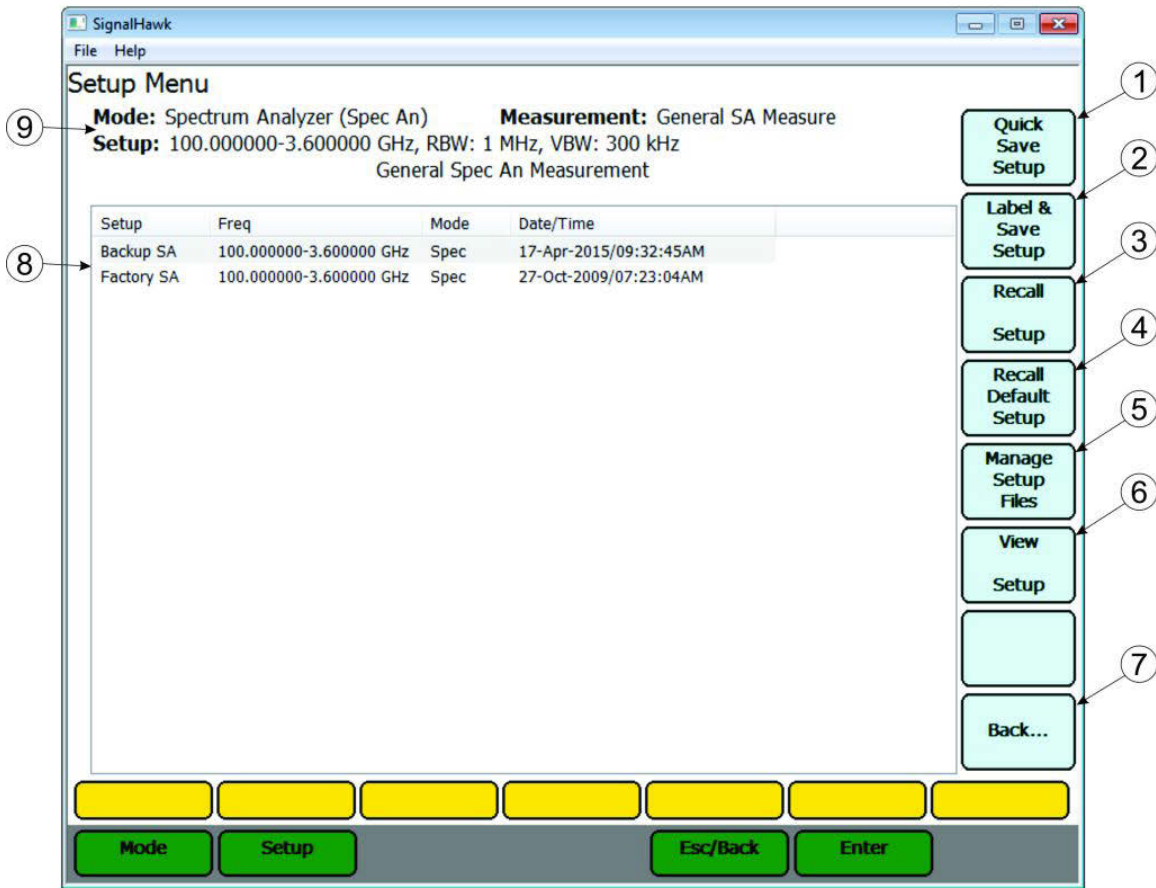 SignalHawk
File Help
Setup Menu
Mode: Spectrum Analyzer (Spec An) Measurement: General SA Measure
Setup: 100.000000-3.600000 GHz, RBW: 1 MHz, VBW: 300 kHz
General Spec An Measurement
Setup Freq Mode Date/Time
Backup SA 100.000000-3.600000 GHz Spec 17-Apr-2015/09:32:45AM
Factory SA 100.000000-3.600000 GHz Spec 27-Oct-2009/07:23:04AM
Quick
Save
Setup
Label &
Save
Setup
Recall
Setup
Recall
Default
Setup
Manage
Setup
Files
View
Setup
Back...
Mode Setup Esc/Back Enter
1
2
3
4
5
6
7
8
9